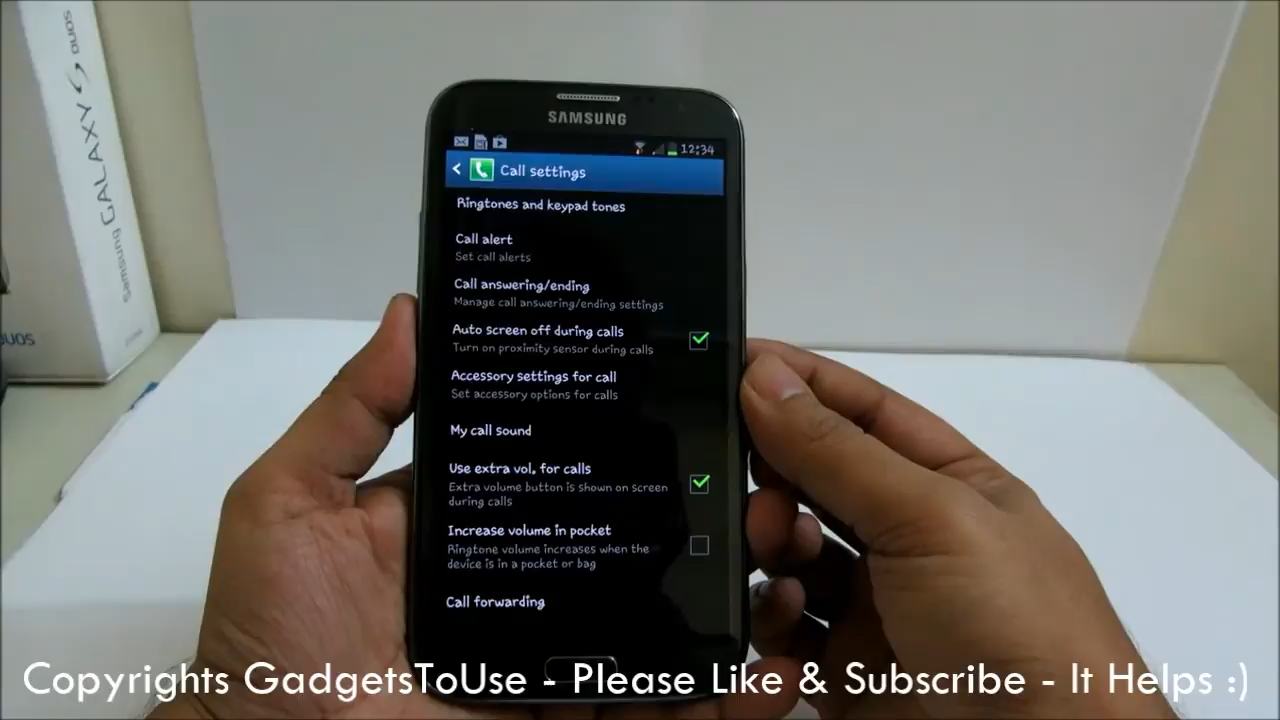 Samsung GALAXY S DUOS
DUOS
SAMSUNG
12:34
Call settings
Ringtones and keypad tones
Call alert
Set call alerts
Call answering/ending
Manage call answering/ending settings
Auto screen off during calls
Turn on proximity sensor during calls
Accessory settings for call
Set accessory options for calls
My call sound
Use extra vol. for calls
Extra volume button is shown on screen
during calls
Increase volume in pocket
Ringtone volume increases when the
device is in a pocket or bag
Call forwarding
Copyrights GadgetsToUse - Please Like & Subscribe - It Helps :)